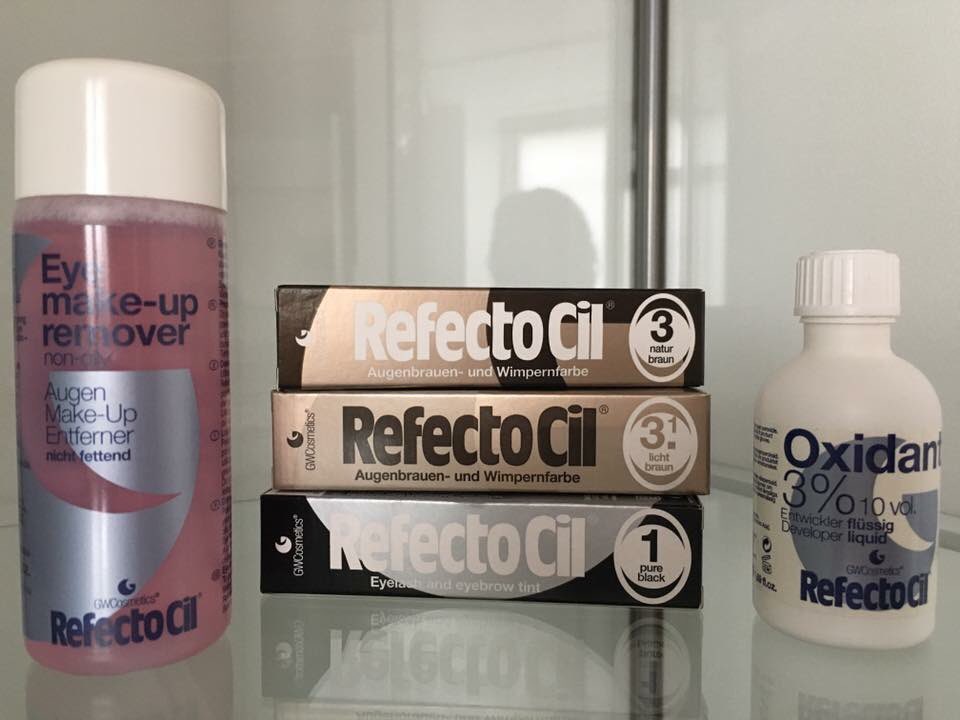 Eye
make-up
remover
non-oily
Augen
Make-Up
Entferner
nicht fettend
GWCosmetics®
RefectoCil®
RefectoCil®
Augenbrauen- und Wimpernfarbe
3
natur
braun
GWCosmetics®
RefectoCil®
Augenbrauen- und Wimpernfarbe
3.1
licht
braun
GWCosmetics®
RefectoCil®
Eyelash and eyebrow tint
1
pure
black
Oxidant
3% 10 vol.
Entwickler flüssig
Developer liquid
GWCosmetics®
RefectoCil®